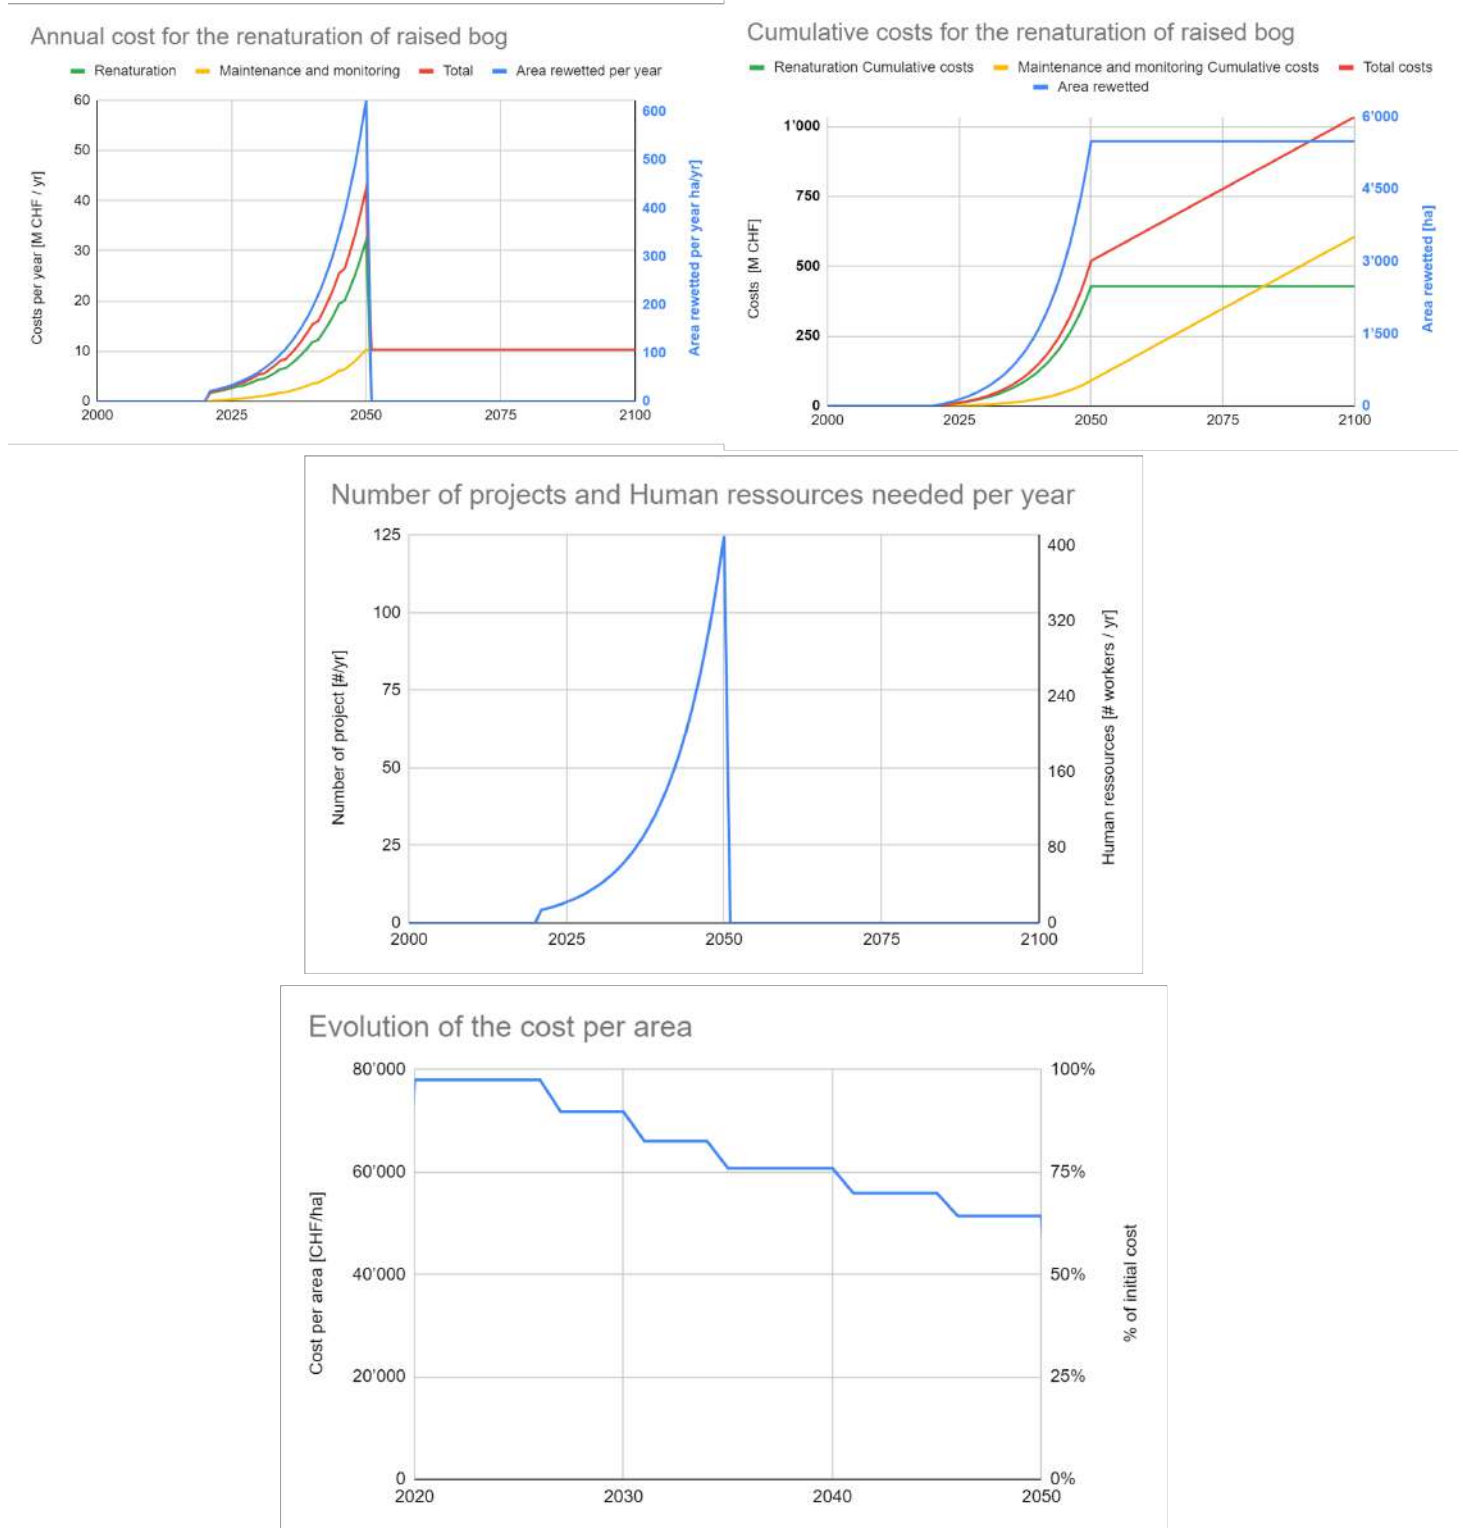 Annual cost for the renaturation of raised bog
Renaturation Maintenance and monitoring Total Area rewetted per year
60
50
40
30
20
10
0
Costs per year [M CHF / yr]
600
500
400
300
200
100
0
Area rewetted per year ha/yr]
2000 2025 2050 2075 2100
Cumulative costs for the renaturation of raised bog
Renaturation Cumulative costs Maintenance and monitoring Cumulative costs Total costs
Area rewetted
1'000
750
500
250
0
Costs [M CHF]
6'000
4'500
3'000
1'500
0
Area rewetted [ha]
2000 2025 2050 2075 2100
Number of projects and Human ressources needed per year
125
100
75
50
25
0
Number of project [#/yr]
400
320
240
160
80
0
Human ressources [# workers / yr]
2000 2025 2050 2075 2100
Evolution of the cost per area
80'000
60'000
40'000
20'000
0
Cost per area [CHF/ha]
100%
75%
50%
25%
0%
% of initial cost
2020 2030 2040 2050